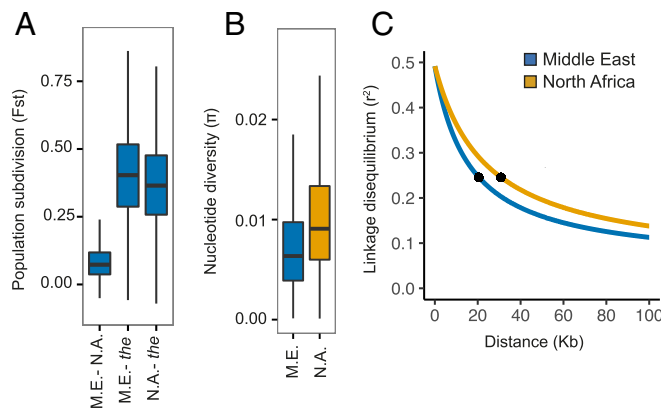 A
Population subdivision (Fst)
0.75
0.50
0.25
0.00
M.E.- N.A.
M.E.- the
N.A.- the
B
Nucleotide diversity (π)
0.02
0.01
0.00
M.E.
N.A.
C
Linkage disequilibrium (r²)
0.5
0.4
0.3
0.2
0.1
0.0
Middle East
North Africa
0 20 40 60 80 100
Distance (Kb)